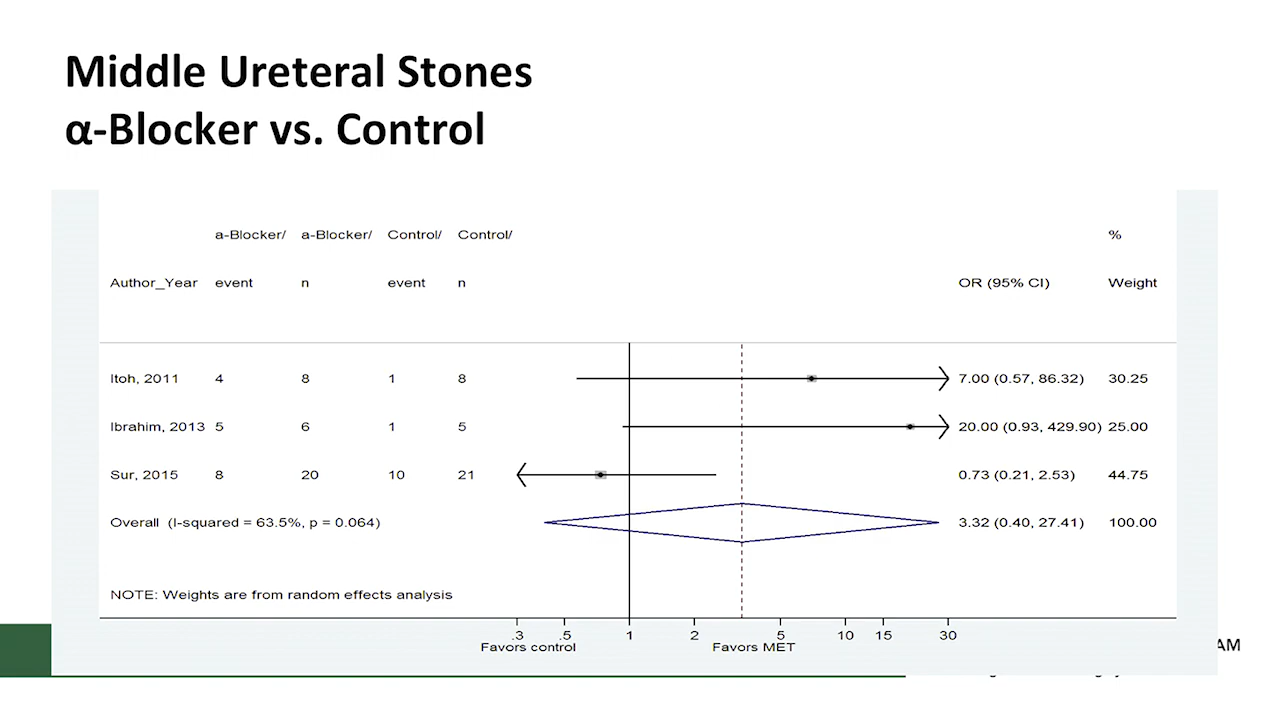 Middle Ureteral Stones
α-Blocker vs. Control
a-Blocker/ a-Blocker/ Control/ Control/ %
Author_Year event n event n OR (95% CI) Weight
Itoh, 2011 4 8 1 8 7.00 (0.57, 86.32) 30.25
Ibrahim, 2013 5 6 1 5 20.00 (0.93, 429.90) 25.00
Sur, 2015 8 20 10 21 0.73 (0.21, 2.53) 44.75
Overall (I-squared = 63.5%, p = 0.064) 3.32 (0.40, 27.41) 100.00
NOTE: Weights are from random effects analysis
.3 .5 1 2 5 10 15 30
Favors control Favors MET
AM